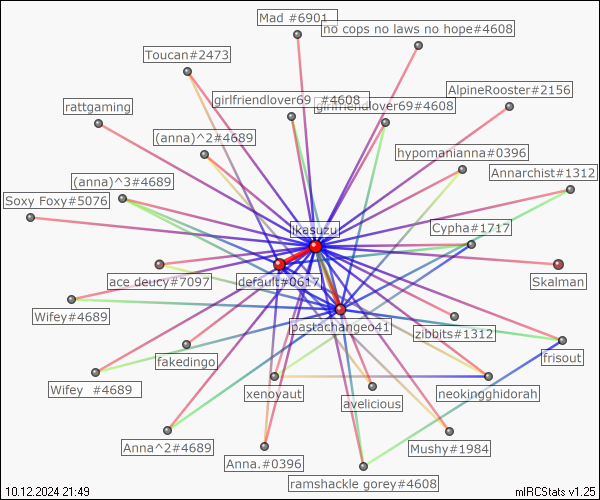 Mad #6901
no cops no laws no hope#4608
Toucan#2473
AlpineRooster#2156
girlfriendlover69 #4608
girlfriendlover69#4608
rattgaming
(anna)^2#4689
hypomanianna#0396
Annarchist#1312
(anna)^3#4689
Soxy Foxy#5076
ikasuzu
Cypha#1717
ace deucy#7097
default#0617
Skalman
Wifey#4689
pastachangeo41
zibbits#1312
fakedingo
frisout
Wifey #4689
xenoyaut
neokingghidorah
avelicious
Anna^2#4689
Anna.#0396
Mushy#1984
ramshackle gorey#4608
10.12.2024 21:49
mIRCStats v1.25